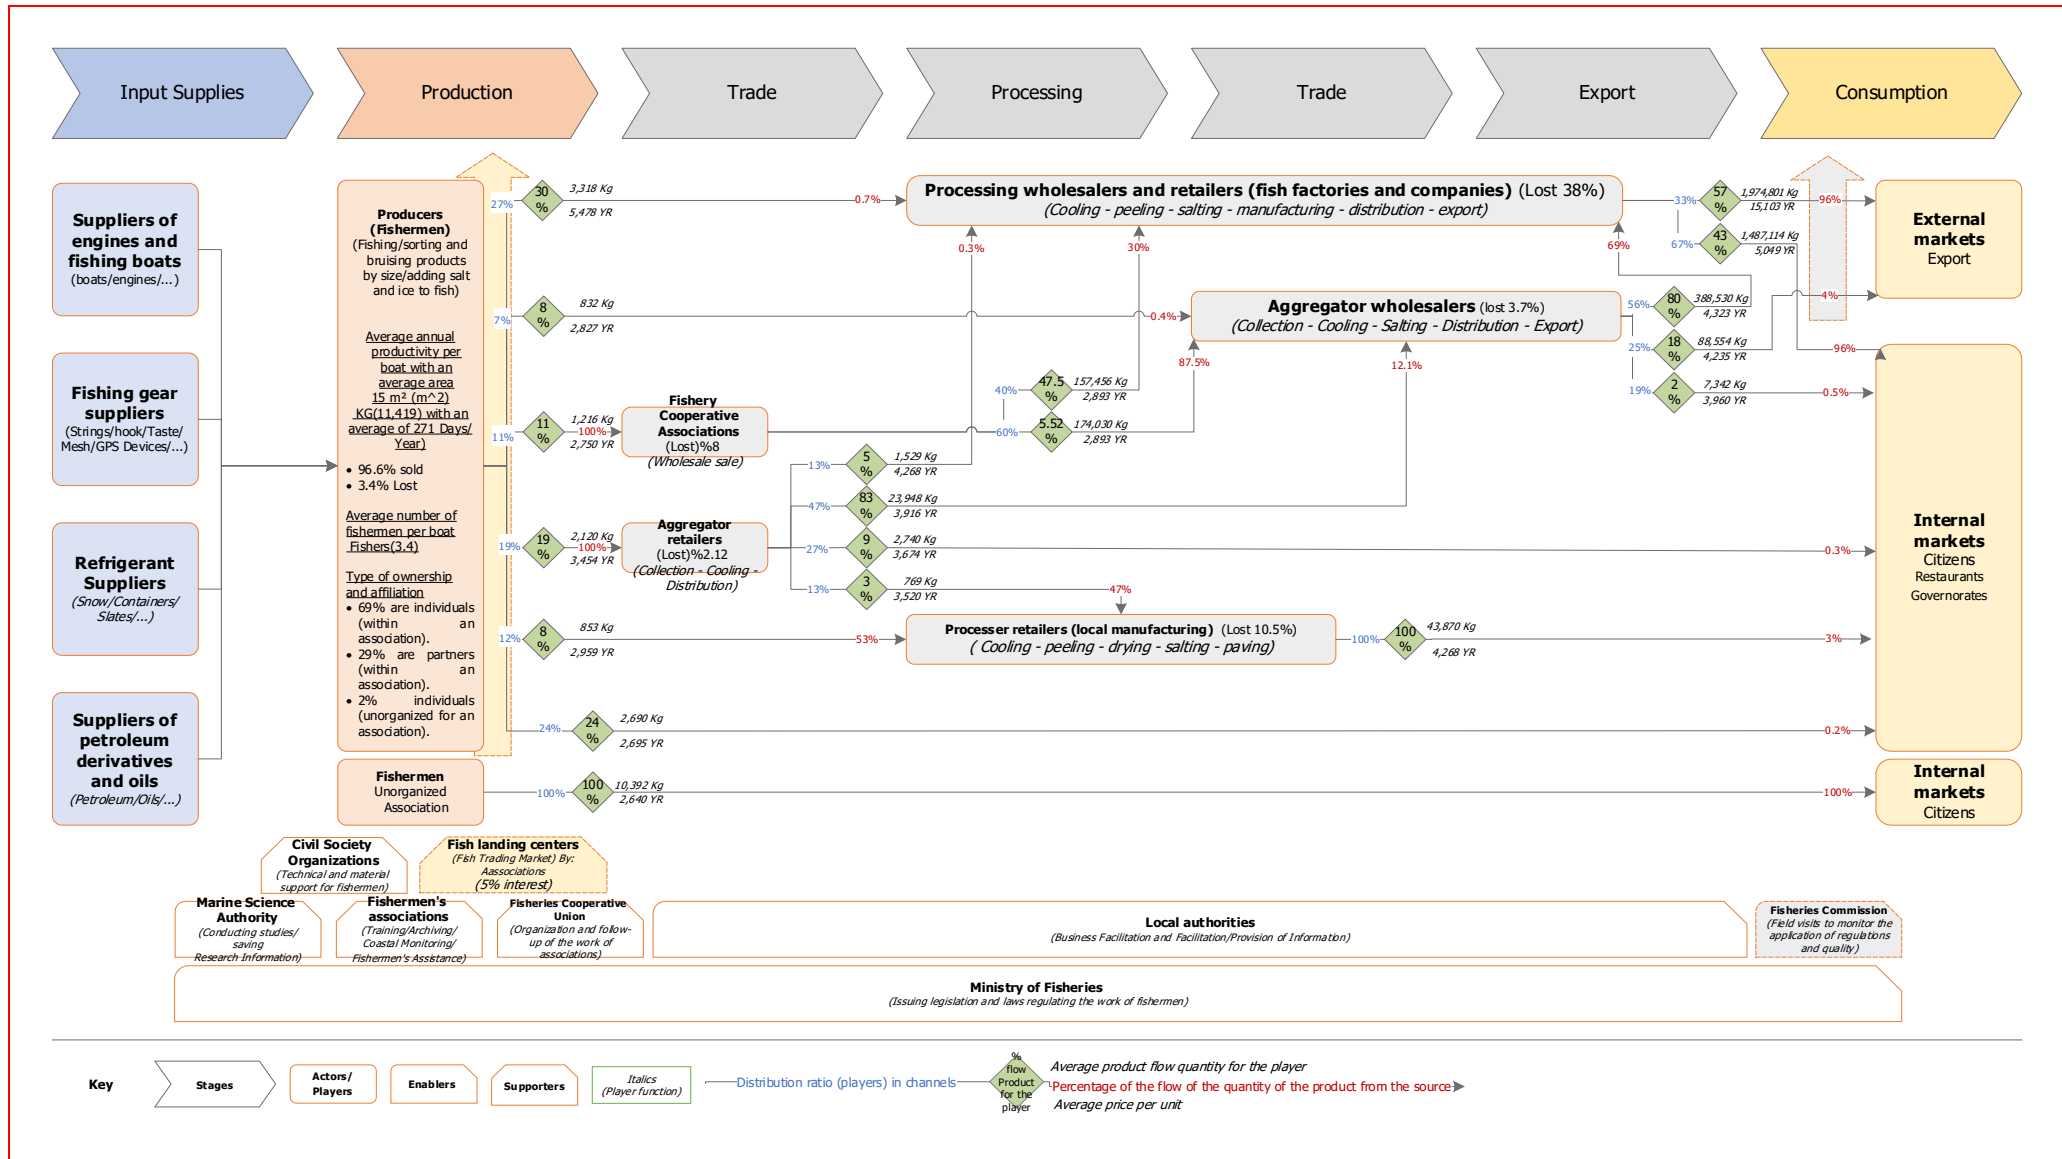 Input Supplies
Production
Trade
Processing
Trade
Export
Consumption
Suppliers of
engines and
fishing boats
(boats/engines/...)
Fishing gear
suppliers
(Strings/hook/Taste/
Mesh/GPS Devices/...)
Refrigerant
Suppliers
(Snow/Containers/
Slates/...)
Suppliers of
petroleum
derivatives
and oils
(Petroleum/Oils/...)
Producers
(Fishermen)
(Fishing/sorting and
bruising products
by size/adding salt
and ice to fish)
Average annual
productivity per
boat with an
average area
15 m² (m^2)
KG(11,419) with an
average of 271 Days/
Year)
• 96.6% sold
• 3.4% Lost
Average number of
fishermen per boat
Fishers(3.4)
Type of ownership
and affiliation
• 69% are individuals
(within an
association).
• 29% are partners
(within an
association).
• 2% individuals
(unorganized for an
association).
Fishermen
Unorganized
Association
27%
30
%
3,318 Kg
5,478 YR
0.7%
Processing wholesalers and retailers (fish factories and companies) (Lost 38%)
(Cooling - peeling - salting - manufacturing - distribution - export)
33%
57
%
1,974,801 Kg
15,103 YR
96%
67%
43
%
1,487,114 Kg
5,049 YR
External
markets
Export
0.3%
30%
69%
7%
8
%
832 Kg
2,827 YR
0.4%
Aggregator wholesalers (lost 3.7%)
(Collection - Cooling - Salting - Distribution - Export)
56%
80
%
388,530 Kg
4,323 YR
4%
25%
18
%
88,554 Kg
4,235 YR
96%
19%
2
%
7,342 Kg
3,960 YR
0.5%
87.5%
12.1%
11%
11
%
1,216 Kg
100%
2,750 YR
Fishery
Cooperative
Associations
(Lost)%8
(Wholesale sale)
40%
47.5
%
157,456 Kg
2,893 YR
60%
5.52
%
174,030 Kg
2,893 YR
19%
19
%
2,120 Kg
100%
3,454 YR
Aggregator
retailers
(Lost)%2.12
(Collection - Cooling -
Distribution)
13%
5
%
1,529 Kg
4,268 YR
47%
83
%
23,948 Kg
3,916 YR
27%
9
%
2,740 Kg
3,674 YR
0.3%
13%
3
%
769 Kg
3,520 YR
47%
Internal
markets
Citizens
Restaurants
Governorates
12%
8
%
853 Kg
2,959 YR
53%
Processer retailers (local manufacturing) (Lost 10.5%)
( Cooling - peeling - drying - salting - paving)
100%
100
%
43,870 Kg
4,268 YR
3%
24%
24
%
2,690 Kg
2,695 YR
0.2%
100%
100
%
10,392 Kg
2,640 YR
100%
Internal
markets
Citizens
Civil Society
Organizations
(Technical and material
support for fishermen)
Fish landing centers
(Fish Trading Market) By:
Aassociations
(5% interest)
Marine Science
Authority
(Conducting studies/
saving
Research Information)
Fishermen's
associations
(Training/Archiving/
Coastal Monitoring/
Fishermen's Assistance)
Fisheries Cooperative
Union
(Organization and follow-
up of the work of
associations)
Local authorities
(Business Facilitation and Facilitation/Provision of Information)
Fisheries Commission
(Field visits to monitor the
application of regulations
and quality)
Ministry of Fisheries
(Issuing legislation and laws regulating the work of fishermen)
Key
Stages
Actors/
Players
Enablers
Supporters
Italics
(Player function)
Distribution ratio (players) in channels
%
flow
Product
for the
player
Average product flow quantity for the player
Percentage of the flow of the quantity of the product from the source
Average price per unit